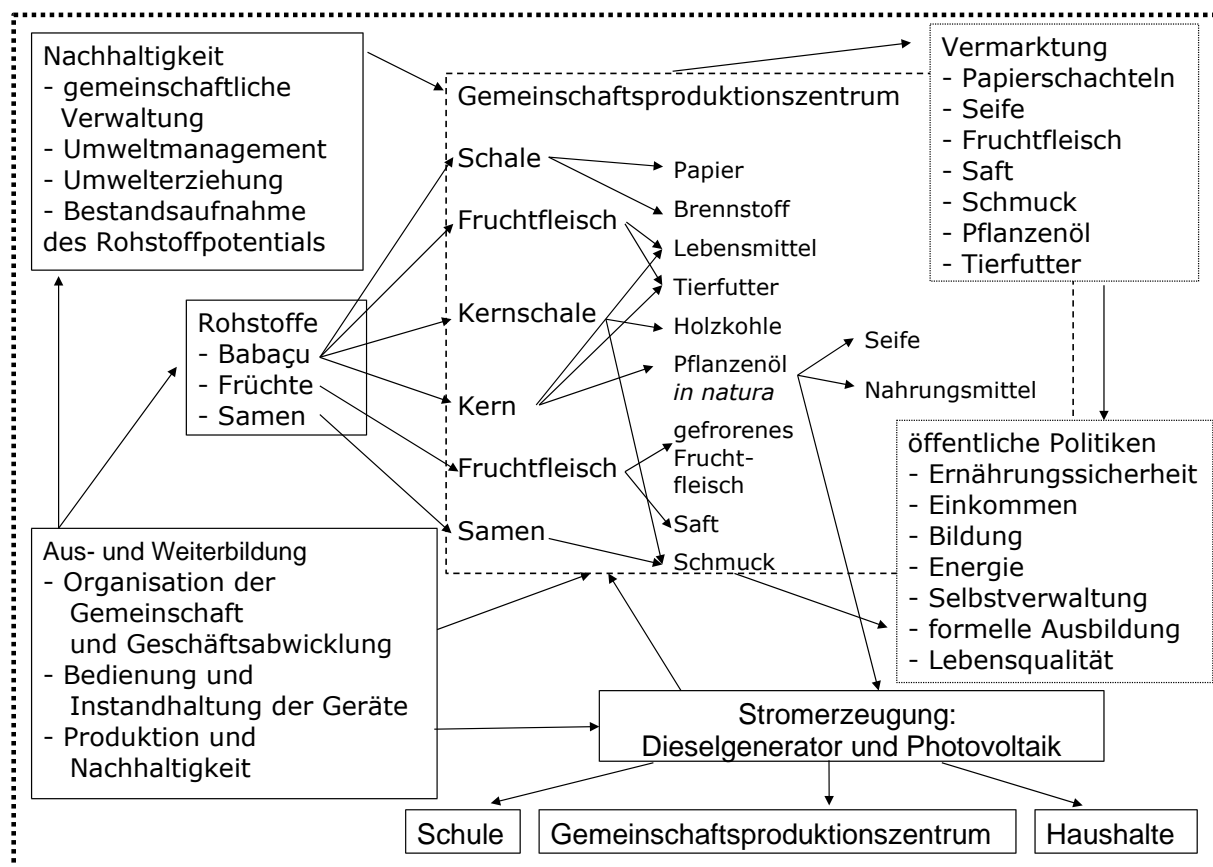 Nachhaltigkeit
- gemeinschaftliche
Verwaltung
- Umweltmanagement
- Umwelterziehung
- Bestandsaufnahme
des Rohstoffpotentials
Rohstoffe
- Babaçu
- Früchte
- Samen
Aus- und Weiterbildung
- Organisation der
Gemeinschaft
und Geschäftsabwicklung
- Bedienung und
Instandhaltung der Geräte
- Produktion und
Nachhaltigkeit
Gemeinschaftsproduktionszentrum
Schale
Fruchtfleisch
Kernschale
Kern
Fruchtfleisch
Samen
Papier
Brennstoff
Lebensmittel
Tierfutter
Holzkohle
Pflanzenöl
in natura
gefrorenes
Frucht-
fleisch
Saft
Schmuck
Seife
Nahrungsmittel
Vermarktung
- Papierschachteln
- Seife
- Fruchtfleisch
- Saft
- Schmuck
- Pflanzenöl
- Tierfutter
öffentliche Politiken
- Ernährungssicherheit
- Einkommen
- Bildung
- Energie
- Selbstverwaltung
- formelle Ausbildung
- Lebensqualität
Stromerzeugung:
Dieselgenerator und Photovoltaik
Schule
Gemeinschaftsproduktionszentrum
Haushalte